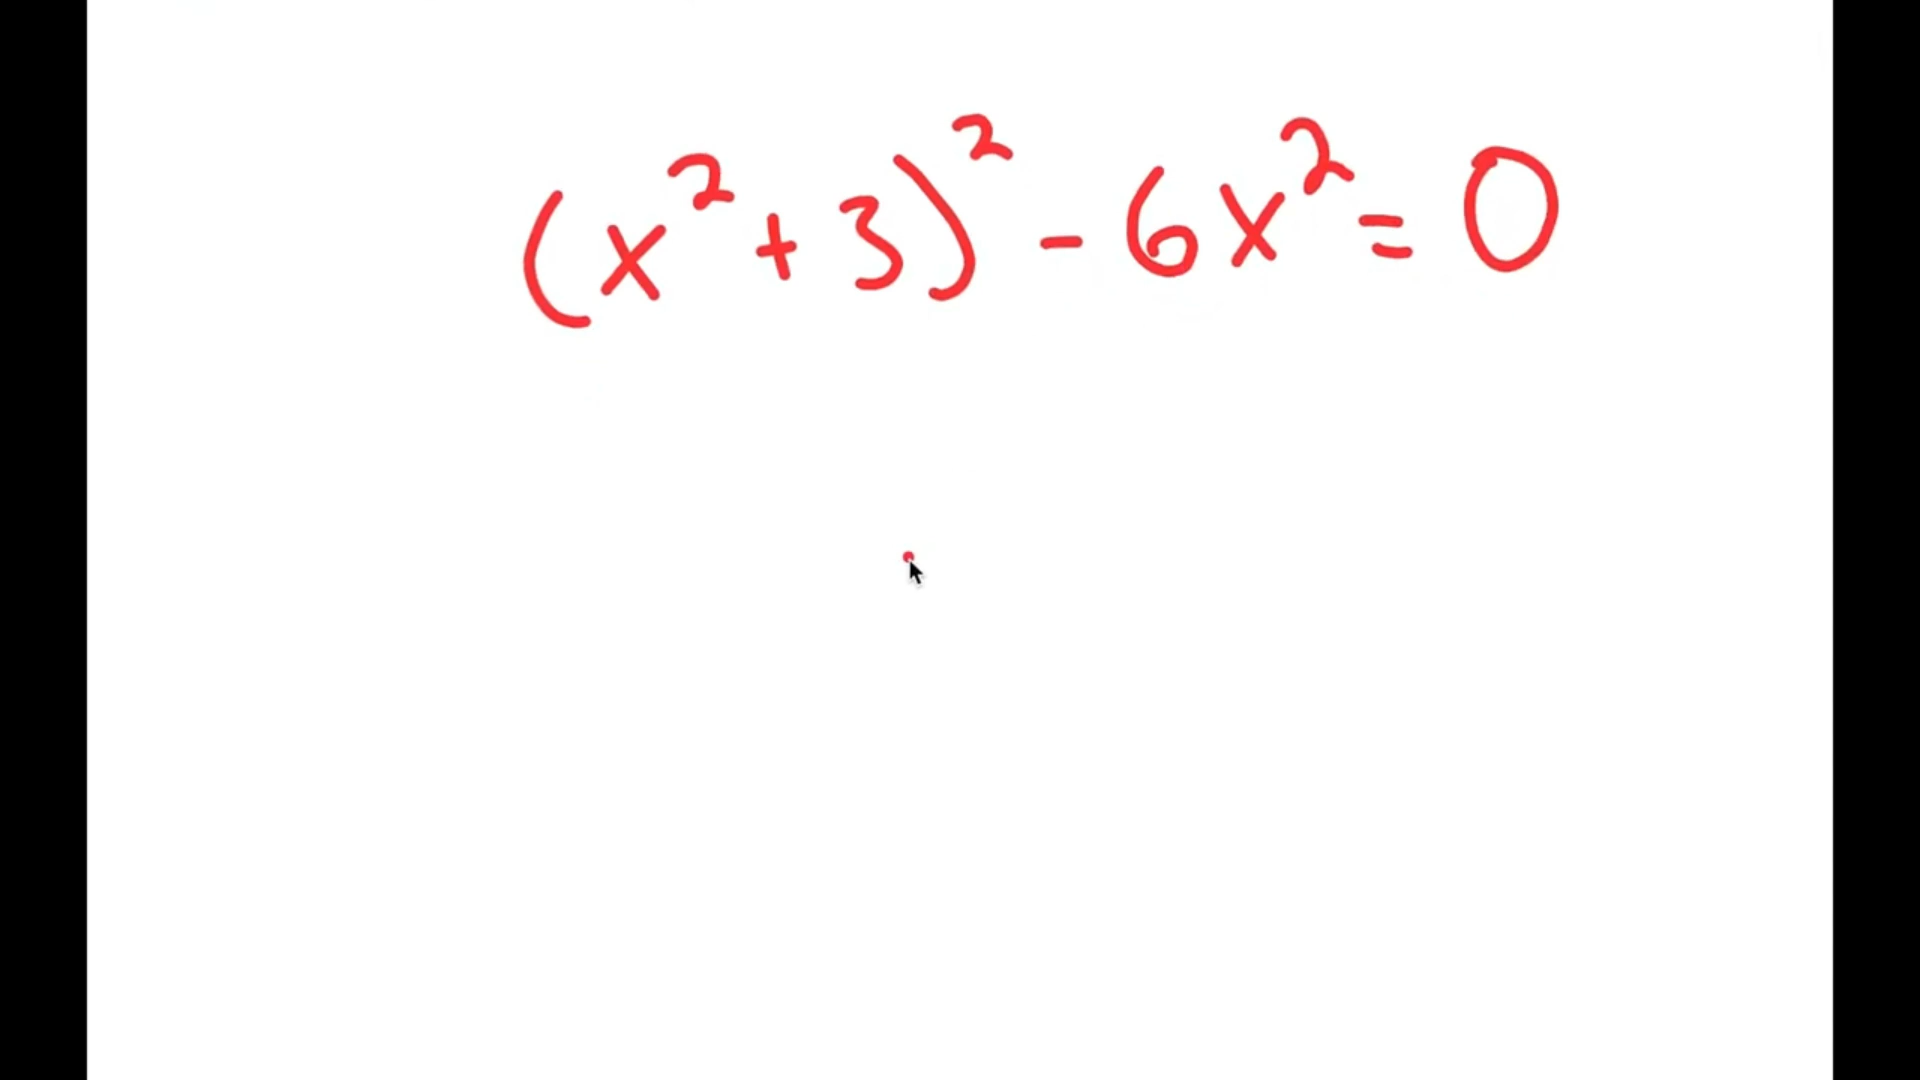 (x²+3)² - 6x² = 0